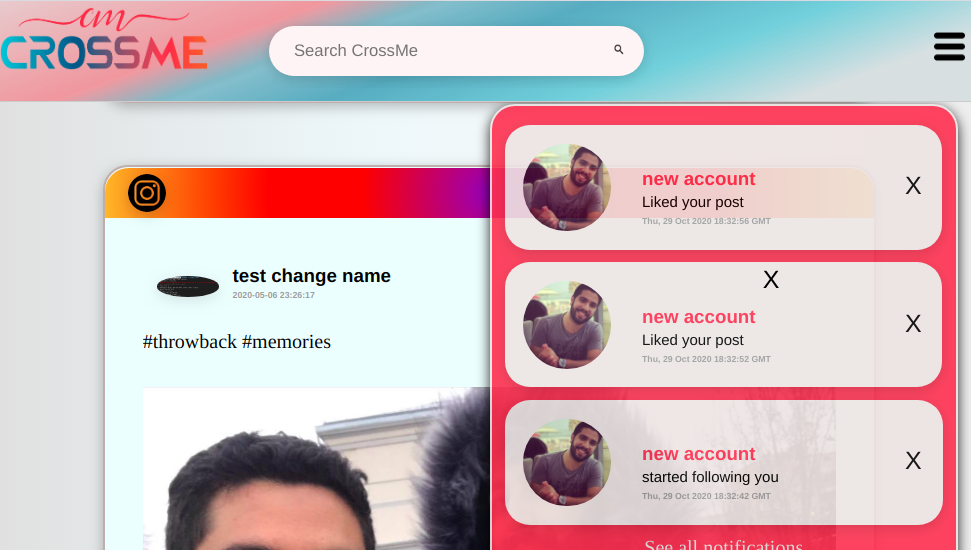 am
CROSSME
Search CrossMe
new account
Liked your post
Thu, 29 Oct 2020 18:32:56 GMT
X
test change name
2020-05-06 23:26:17
X
#throwback #memories
new account
Liked your post
Thu, 29 Oct 2020 18:32:52 GMT
X
new account
started following you
Thu, 29 Oct 2020 18:32:42 GMT
X
See all notifications